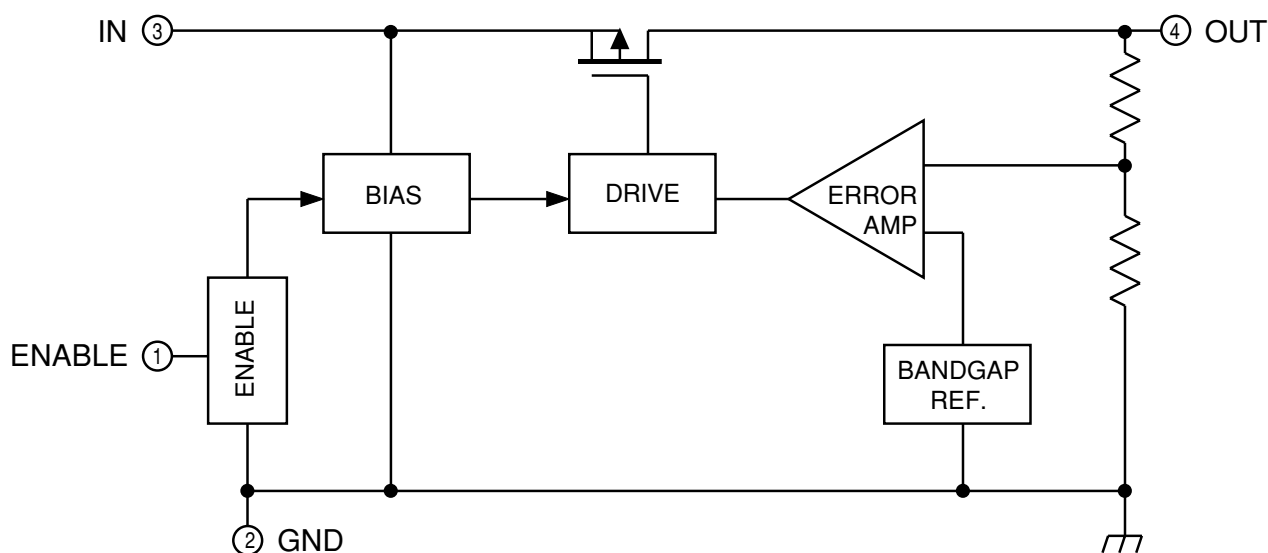 IN 3
4 OUT
BIAS
DRIVE
ERROR
AMP
ENABLE 1
ENABLE
BANDGAP
REF.
2 GND